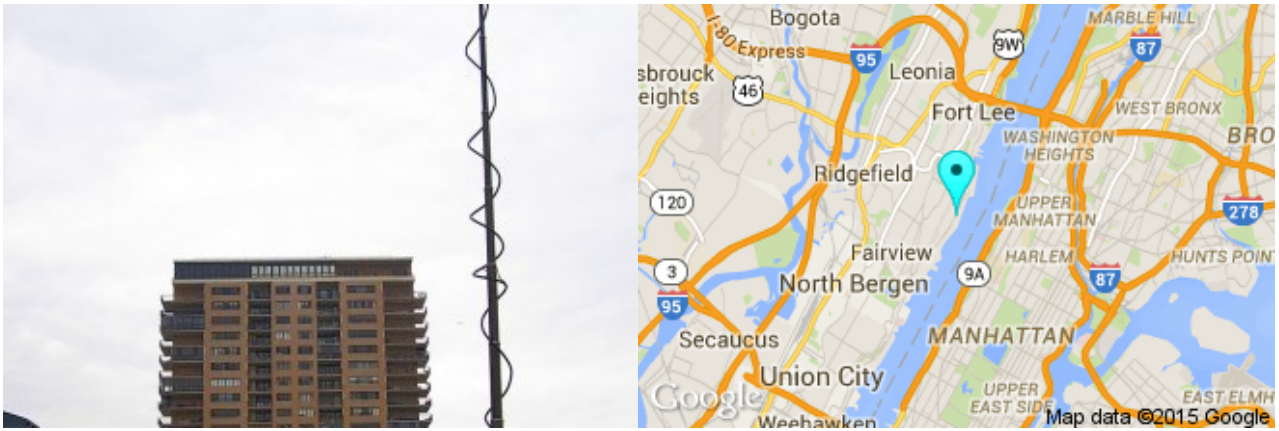 Bogota
MARBLE HILL
I-80 Express
9W
87
95
Leonia
sbrouck
eights
46
Fort Lee
WEST BRONX
WASHINGTON
HEIGHTS
BRO
Ridgefield
120
UPPER
MANHATTAN
278
Fairview
HARLEM
HUNTS POINT
3
9A
87
North Bergen
95
MANHATTAN
Secaucus
Union City
UPPER
EAST SIDE
EAST ELMH
Google
Weehawken
Map data ©2015 Google